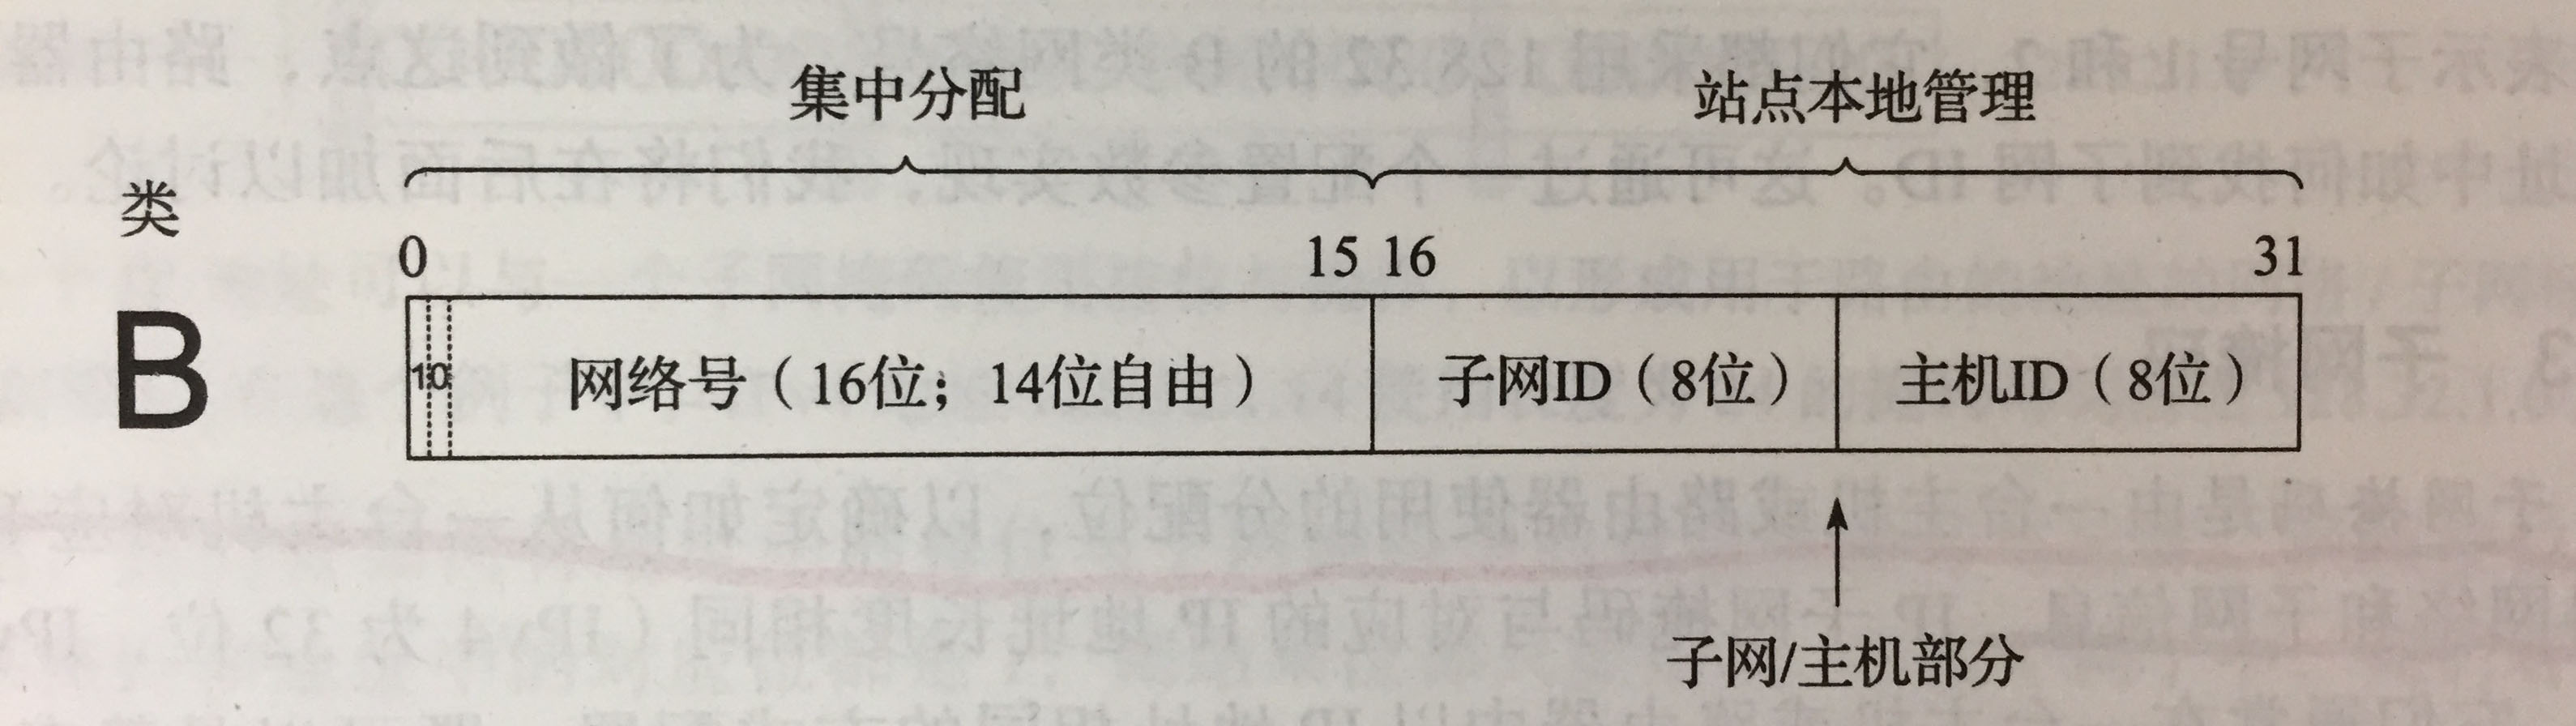 集中分配 站点本地管理
类
0 15 16 31
B 10 网络号（16位；14位自由） 子网ID（8位） 主机ID（8位）
子网/主机部分